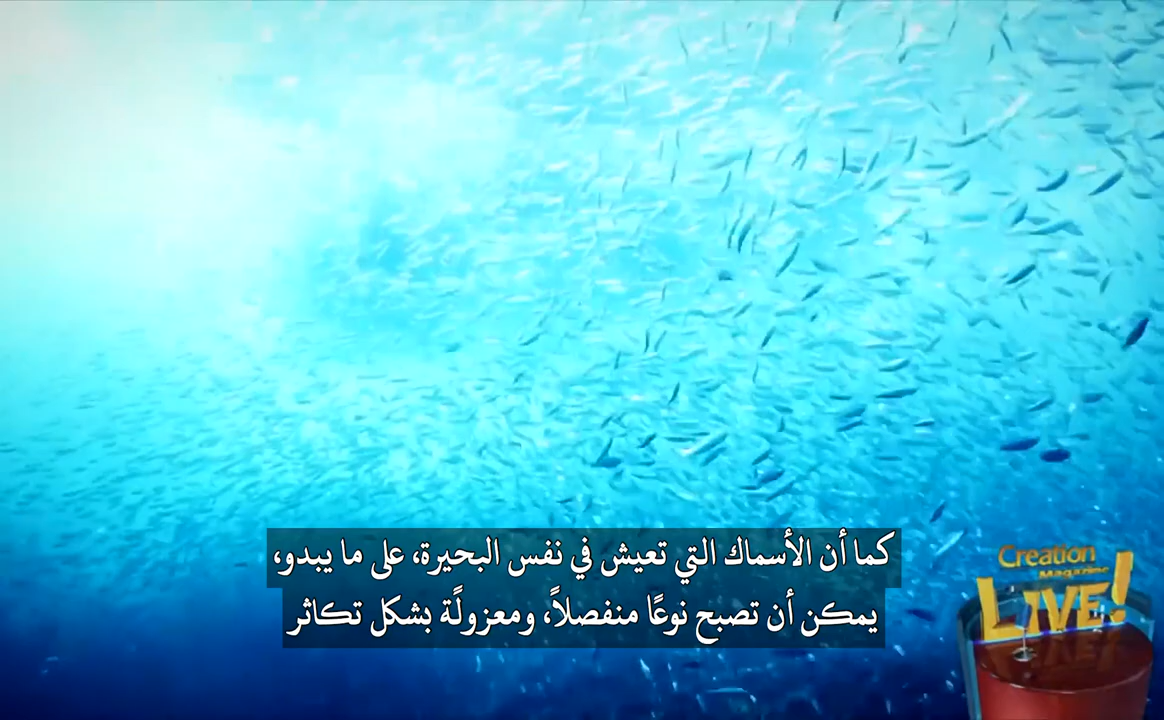 كما أن الأسماك التي تعيش في نفس البحيرة، على ما يبدو،
يمكن أن تصبح نوعًا منفصلاً، ومعزولًة بشكل تكاثر
Creation
Magazine
LIVE!